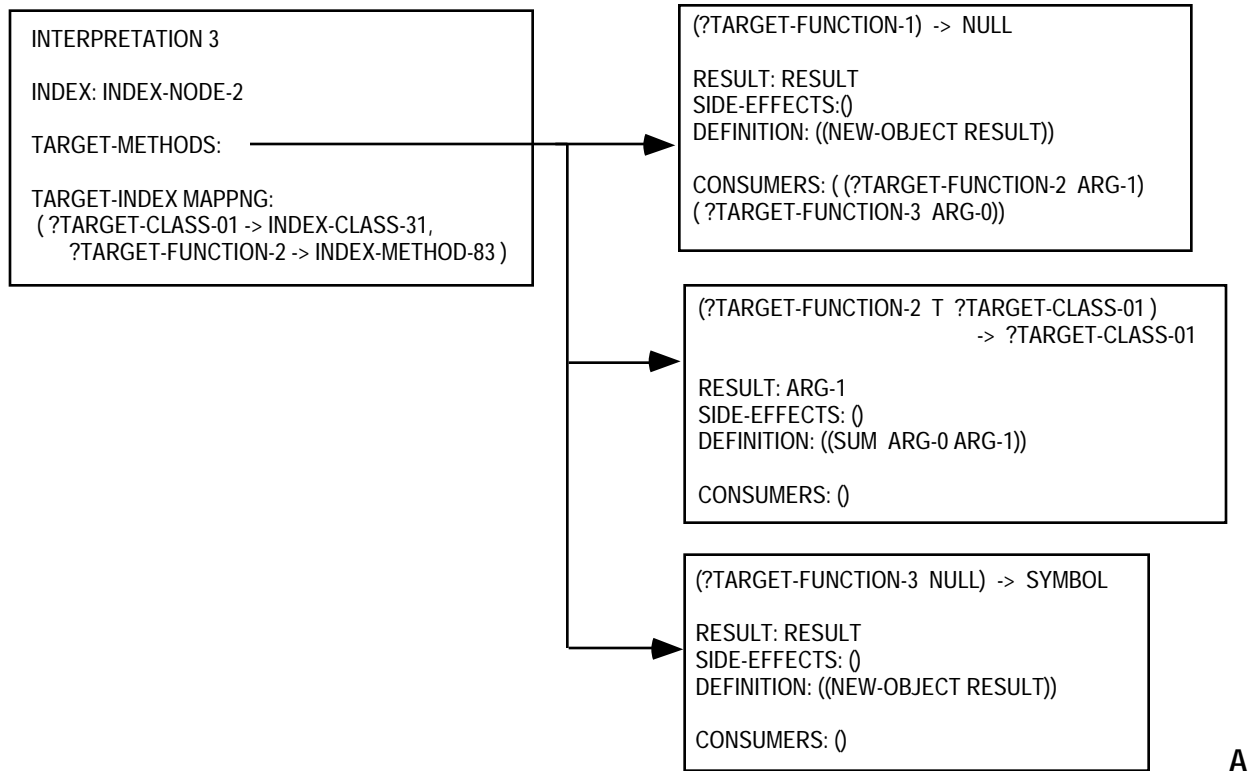 INTERPRETATION 3
INDEX: INDEX-NODE-2
TARGET-METHODS:
TARGET-INDEX MAPPNG:
( ?TARGET-CLASS-01 -> INDEX-CLASS-31,
?TARGET-FUNCTION-2 -> INDEX-METHOD-83 )
(?TARGET-FUNCTION-1) -> NULL
RESULT: RESULT
SIDE-EFFECTS:()
DEFINITION: ((NEW-OBJECT RESULT))
CONSUMERS: ( (?TARGET-FUNCTION-2 ARG-1)
( ?TARGET-FUNCTION-3 ARG-0))
(?TARGET-FUNCTION-2 T ?TARGET-CLASS-01 )
-> ?TARGET-CLASS-01
RESULT: ARG-1
SIDE-EFFECTS: ()
DEFINITION: ((SUM ARG-0 ARG-1))
CONSUMERS: ()
(?TARGET-FUNCTION-3 NULL) -> SYMBOL
RESULT: RESULT
SIDE-EFFECTS: ()
DEFINITION: ((NEW-OBJECT RESULT))
CONSUMERS: ()
A